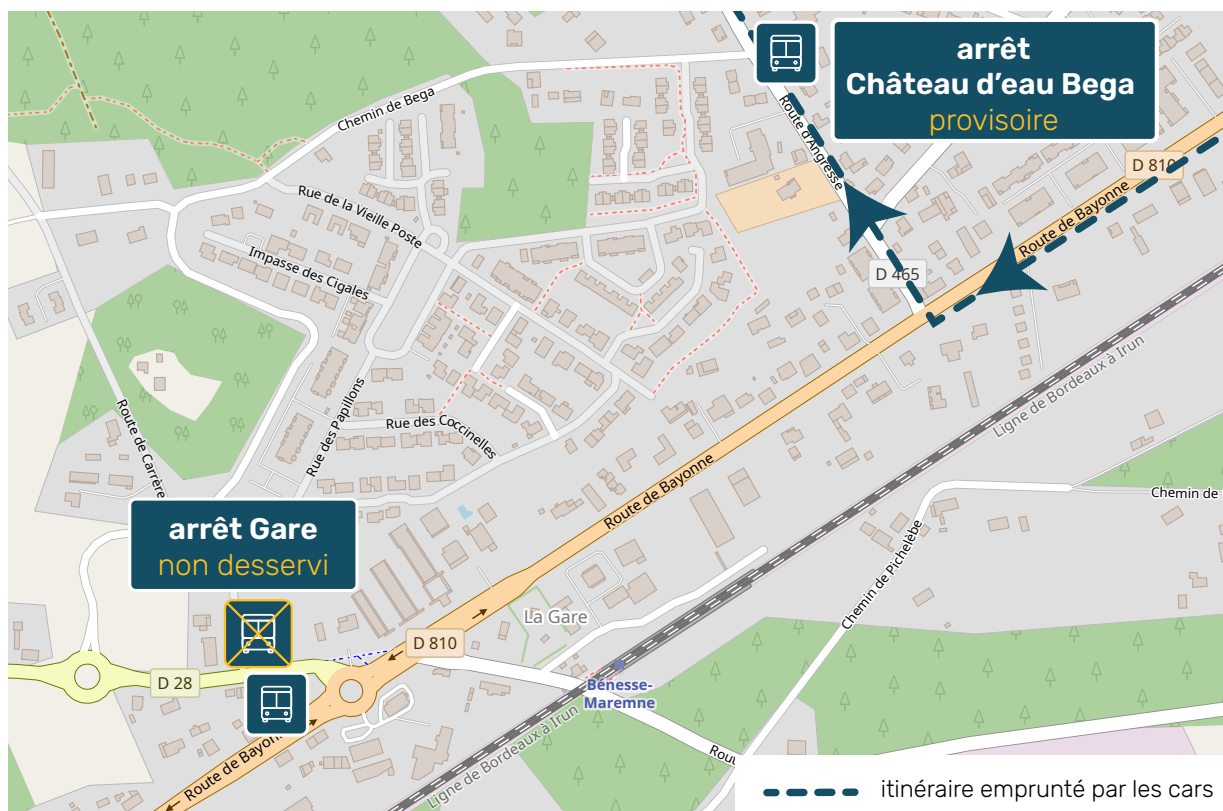 arrêt
Château d'eau Bega
provisoire
Chemin de Bega
Route d'Angresse
D 810
Route de Bayonne
Rue de la Vieille Poste
Impasse des Cigales
D 465
Ligne de Bordeaux à Irun
Route de Carrère
Rue des Papillons
Rue des Coccinelles
Route de Bayonne
Chemin de
Chemin de Pichelèbe
arrêt Gare
non desservi
La Gare
D 810
D 28
Bénesse-
Maremne
Route de Bayonn
Ligne de Bordeaux à Irun
Rou
itinéraire emprunté par les cars